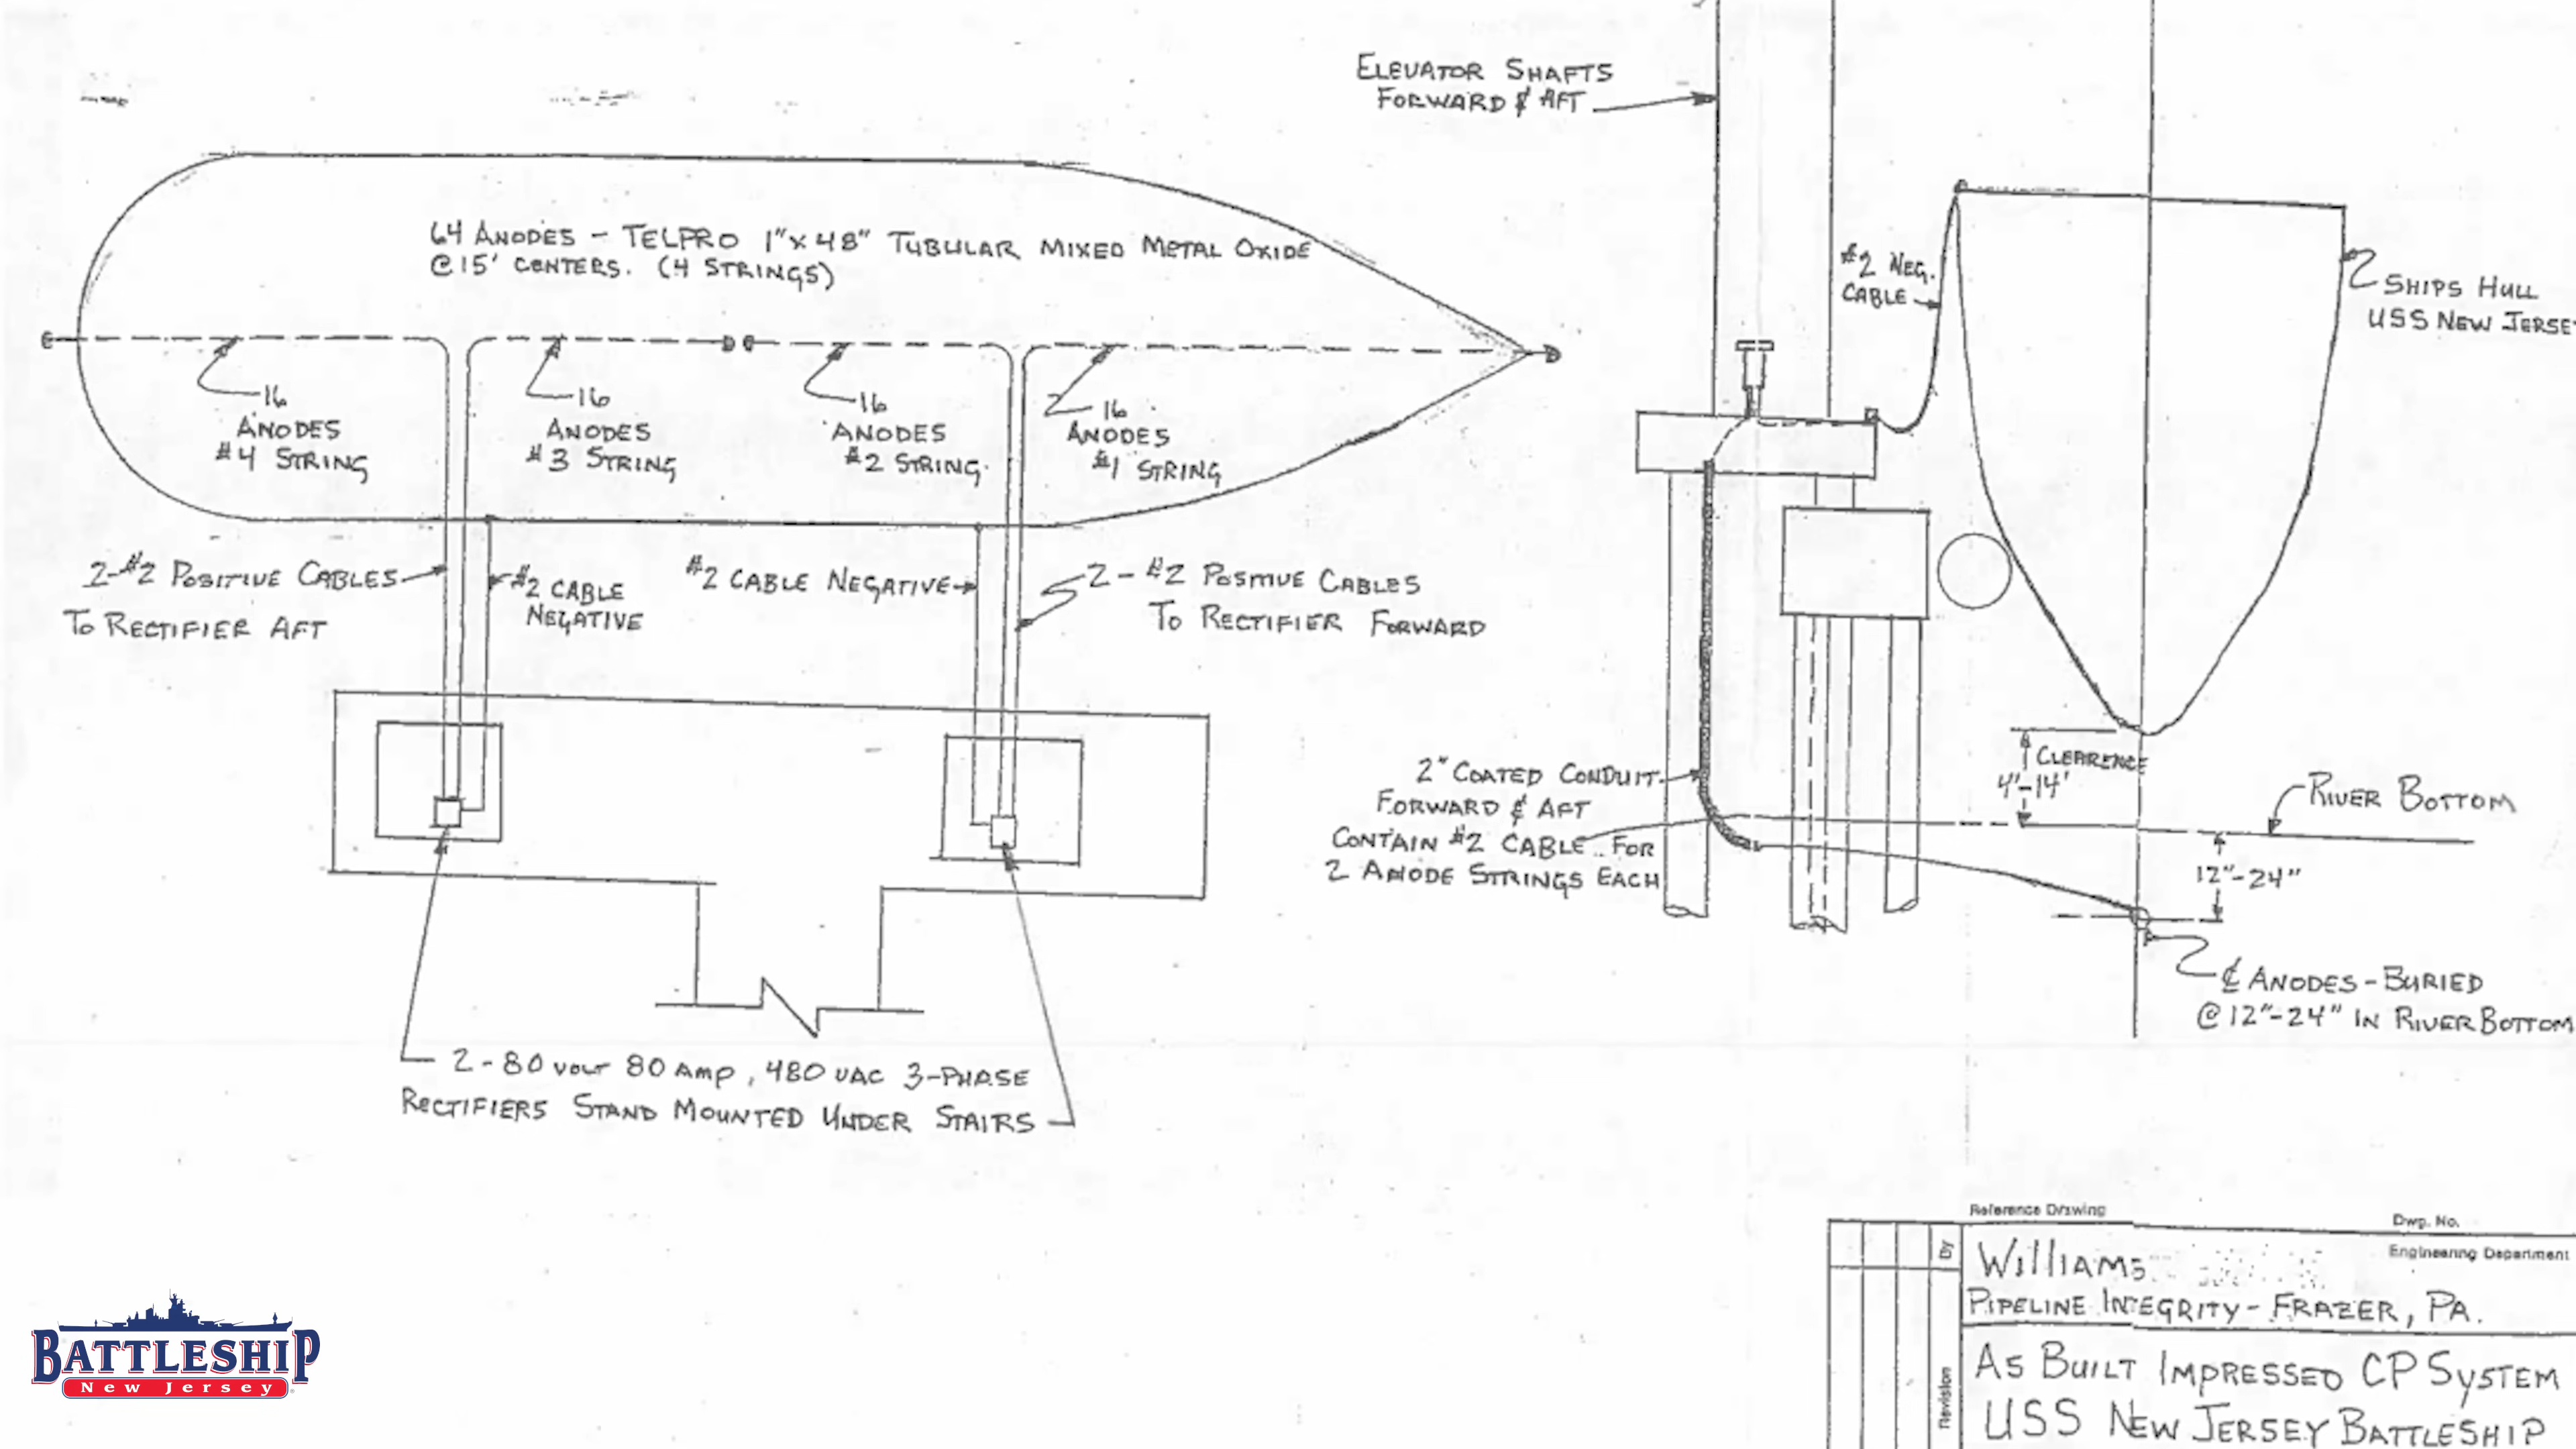 ELEVATOR SHAFTS
FORWARD & AFT
64 ANODES - TELPRO 1"x 48" TUBULAR MIXED METAL OXIDE
@ 15' CENTERS. (4 STRINGS)
16
ANODES
#4 STRING
16
ANODES
#3 STRING
16
ANODES
#2 STRING
16
ANODES
#1 STRING
2-#2 POSITIVE CABLES
TO RECTIFIER AFT
#2 CABLE
NEGATIVE
#2 CABLE NEGATIVE
2-#2 POSITIVE CABLES
TO RECTIFIER FORWARD
2-80 VOLT 80 AMP, 480 VAC 3-PHASE
RECTIFIERS STAND MOUNTED UNDER STAIRS
#2 NEG.
CABLE
SHIPS HULL
USS NEW JERSE
2" COATED CONDUIT
FORWARD & AFT
CONTAIN #2 CABLE FOR
2 ANODE STRINGS EACH
CLEARENCE
4'-14'
RIVER BOTTOM
12"-24"
℄ ANODES - BURIED
@ 12"-24" IN RIVER BOTTOM
Reference Drawing
Dwg. No.
By
Williams
Engineering Department
PIPELINE INTEGRITY - FRAZER, PA.
Revision
AS BUILT IMPRESSED CP SYSTEM
USS NEW JERSEY BATTLESHIP
BATTLESHIP
New Jersey